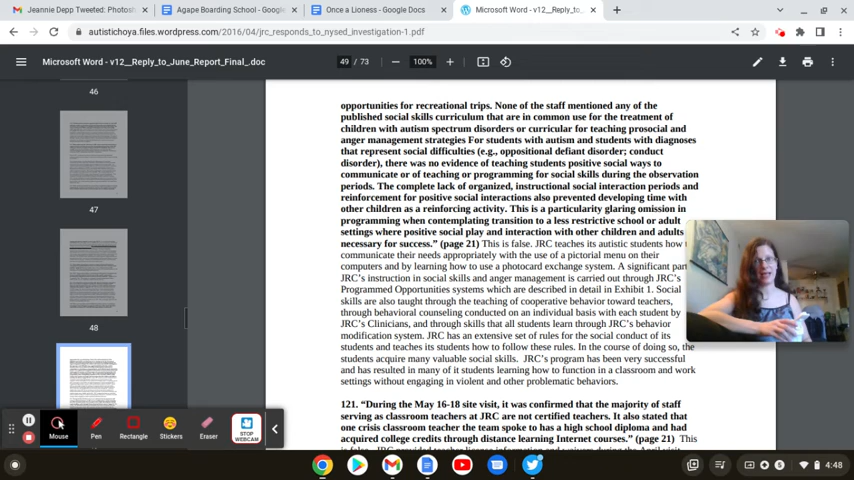 Jeannie Depp Tweeted: Photosh
Agape Boarding School - Google
Once a Lioness - Google Docs
Microsoft Word - v12__Reply_to_
autistichoya.files.wordpress.com/2016/04/jrc_responds_to_nysed_investigation-1.pdf
Microsoft Word - v12__Reply_to_June_Report_Final_.doc
49 / 73
100%
46
47
48
opportunities for recreational trips. None of the staff mentioned any of the
published social skills curriculum that are in common use for the treatment of
children with autism spectrum disorders or curricular for teaching prosocial and
anger management strategies For students with autism and students with diagnoses
that represent social difficulties (e.g., oppositional defiant disorder; conduct
disorder), there was no evidence of teaching students positive social ways to
communicate or of teaching or programming for social skills during the observation
periods. The complete lack of organized, instructional social interaction periods and
reinforcement for positive social interactions also prevented developing time with
other children as a reinforcing activity. This is a particularly glaring omission in
programming when contemplating transition to a less restrictive school or adult
settings where positive social play and interaction with other children and adults
necessary for success." (page 21) This is false. JRC teaches its autistic students how
communicate their needs appropriately with the use of a pictorial menu on their
computers and by learning how to use a photocard exchange system. A significant part
JRC's instruction in social skills and anger management is carried out through JRC's
Programmed Opportunities systems which are described in detail in Exhibit 1. Social
skills are also taught through the teaching of cooperative behavior toward teachers,
through behavioral counseling conducted on an individual basis with each student by
JRC's Clinicians, and through skills that all students learn through JRC's behavior
modification system. JRC has an extensive set of rules for the social conduct of its
students and teaches its students how to follow these rules. In the course of doing so, the
students acquire many valuable social skills. JRC's program has been very successful
and has resulted in many of it students learning how to function in a classroom and work
settings without engaging in violent and other problematic behaviors.
121. "During the May 16-18 site visit, it was confirmed that the majority of staff
serving as classroom teachers at JRC are not certified teachers. It also stated that
one crisis classroom teacher the team spoke to has a high school diploma and had
acquired college credits through distance learning Internet courses." (page 21) This
is false. JRC provided teacher license information and waivers during the April visit
Mouse
Pen
Rectangle
Stickers
Eraser
STOP
WEBCAM
4:48